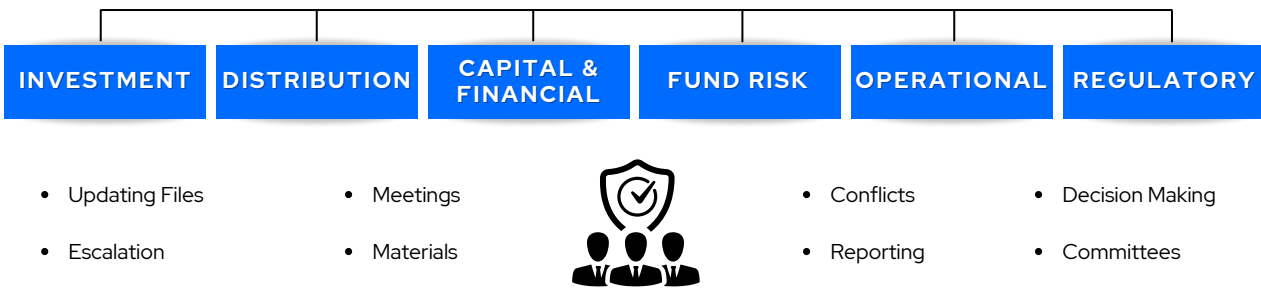 INVESTMENT
DISTRIBUTION
CAPITAL &
FINANCIAL
FUND RISK
OPERATIONAL
REGULATORY
• Updating Files
• Meetings
• Conflicts
• Decision Making
• Escalation
• Materials
• Reporting
• Committees